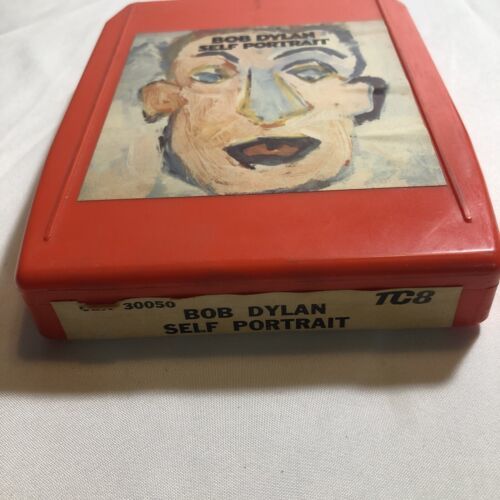 BOB DYLAN
SELF PORTRAIT
30050
BOB DYLAN
TC8
SELF PORTRAIT